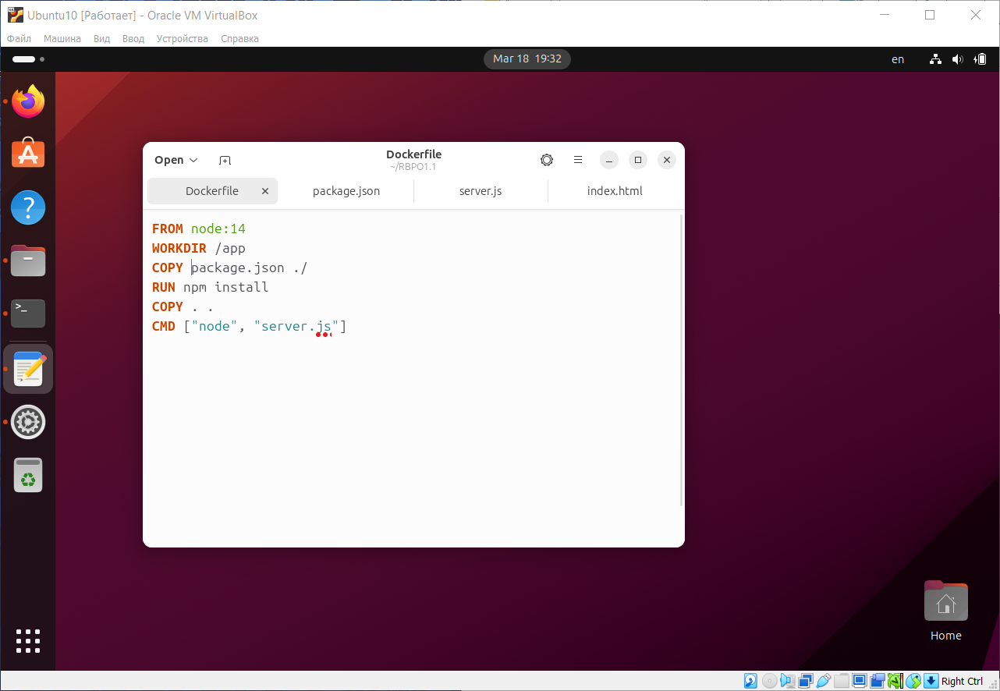 Ubuntu10 [Работает] - Oracle VM VirtualBox
Файл Машина Вид Ввод Устройства Справка
Mar 18 19:32
en
Open
Dockerfile
~/RBPO1.1
Dockerfile package.json server.js index.html
FROM node:14
WORKDIR /app
COPY package.json ./
RUN npm install
COPY . .
CMD ["node", "server.js"]
Home
Right Ctrl